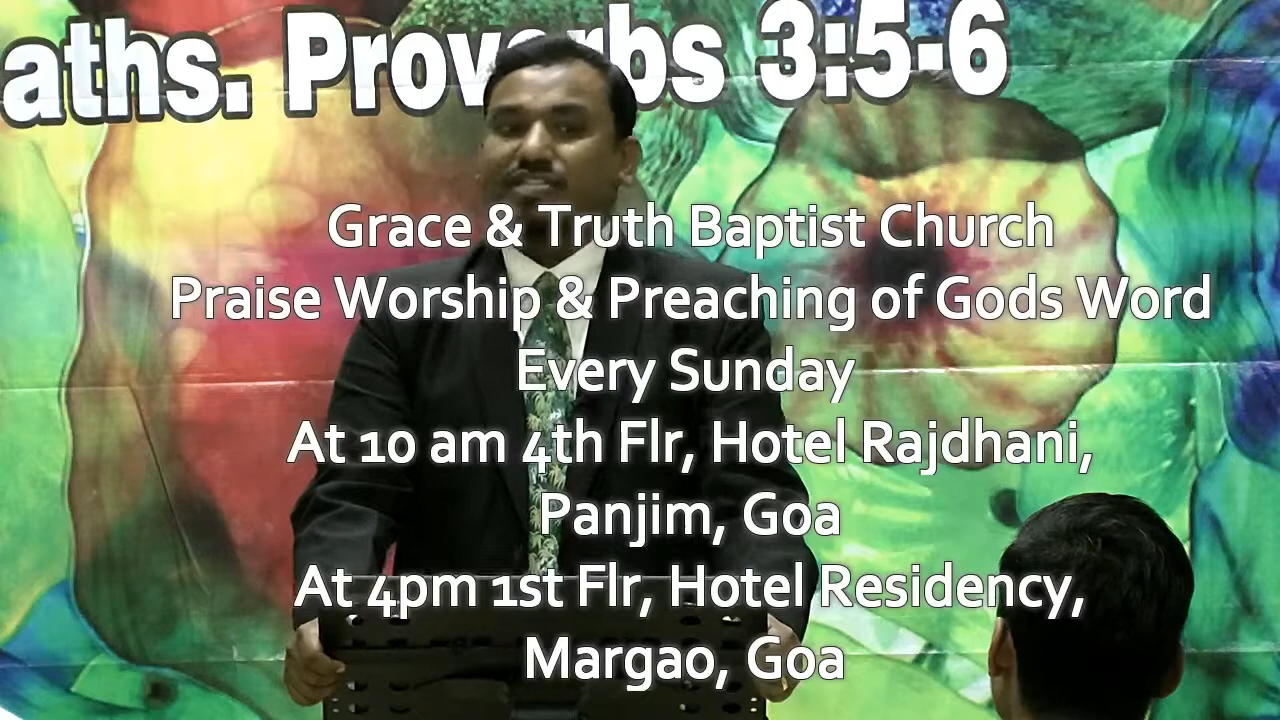 aths. Proverbs 3:5-6
Grace & Truth Baptist Church
Praise Worship & Preaching of Gods Word
Every Sunday
At 10 am 4th Flr, Hotel Rajdhani,
Panjim, Goa
At 4pm 1st Flr, Hotel Residency,
Margao, Goa